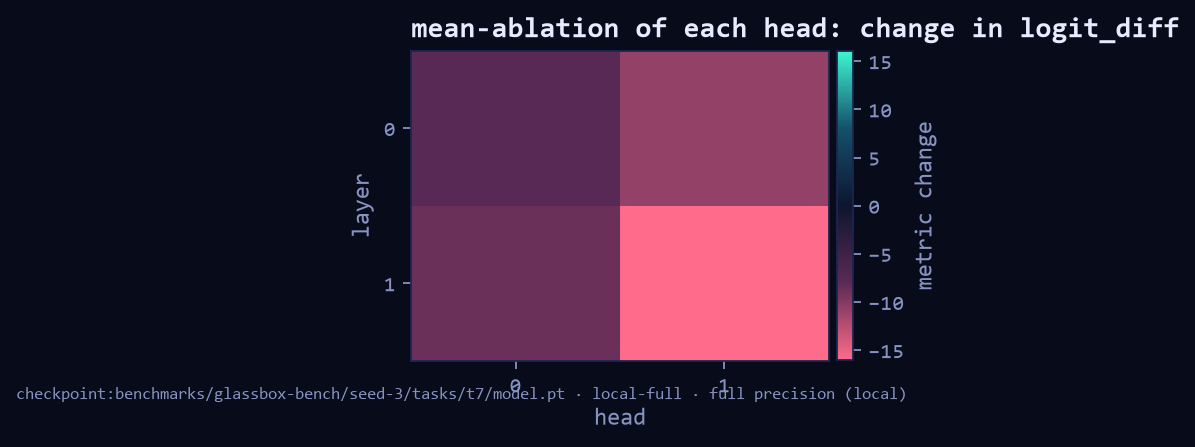 mean-ablation of each head: change in logit_diff
layer
0
1
0
1
head
15
10
5
0
−5
−10
−15
metric change
checkpoint:benchmarks/glassbox-bench/seed-3/tasks/t7/model.pt · local-full · full precision (local)